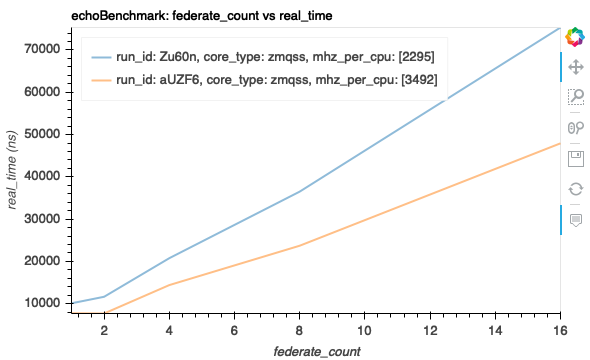 echoBenchmark: federate_count vs real_time
run_id: Zu60n, core_type: zmqss, mhz_per_cpu: [2295]
run_id: aUZF6, core_type: zmqss, mhz_per_cpu: [3492]
real_time (ns)
70000
60000
50000
40000
30000
20000
10000
2 4 6 8 10 12 14 16
federate_count